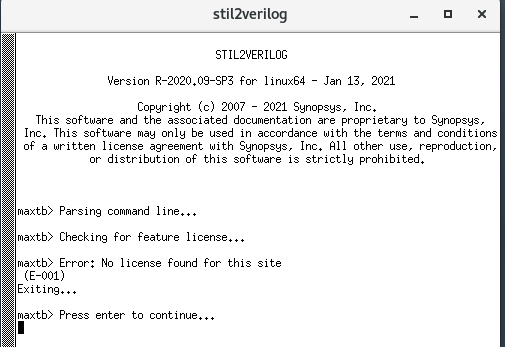 stil2verilog
STIL2VERILOG
Version R-2020.09-SP3 for linux64 - Jan 13, 2021
Copyright (c) 2007 - 2021 Synopsys, Inc.
This software and the associated documentation are proprietary to Synopsys,
Inc. This software may only be used in accordance with the terms and conditions
of a written license agreement with Synopsys, Inc. All other use, reproduction,
or distribution of this software is strictly prohibited.
maxtb> Parsing command line...
maxtb> Checking for feature license...
maxtb> Error: No license found for this site
(E-001)
Exiting...
maxtb> Press enter to continue...